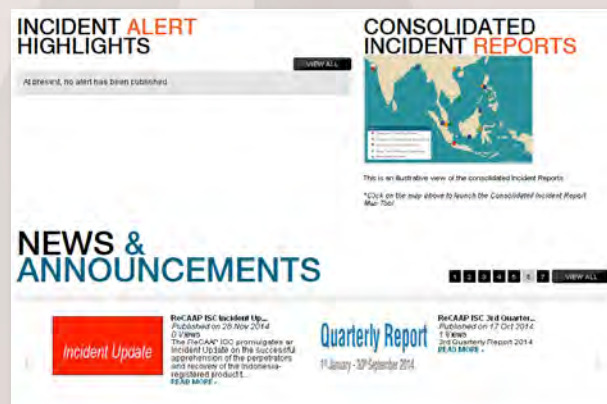 INCIDENT ALERT
HIGHLIGHTS
VIEW ALL
At present, no alert has been published.
CONSOLIDATED
INCIDENT REPORTS
This is an illustrative view of the consolidated Incident Reports
*Click on the map above to launch the Consolidated Incident Report
Map Tool
NEWS &
ANNOUNCEMENTS
1 2 3 4 5 6 7 VIEW ALL
Incident Update
ReCAAP ISC Incident Up...
Published on 28 Nov 2014
0 Views
The ReCAAP ISC promulgates an
Incident Update on the successful
apprehension of the perpetrators
and recovery of the Indonesia-
registered product t...
READ MORE
Quarterly Report
1st January - 30th September 2014
ReCAAP ISC 3rd Quarter...
Published on 17 Oct 2014
1 Views
3rd Quarterly Report 2014
READ MORE